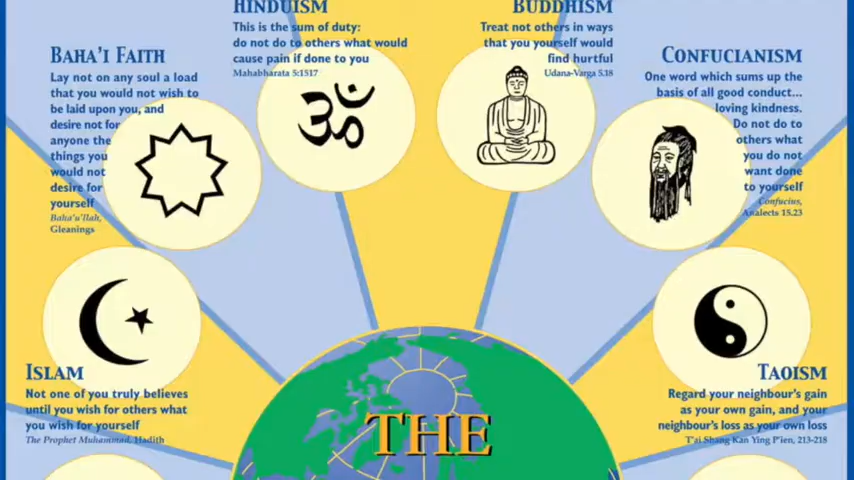 HINDUISM
This is the sum of duty:
do not do to others what would
cause pain if done to you
Mahabharata 5:1517
BUDDHISM
Treat not others in ways
that you yourself would
find hurtful
Udana-Varga 5.18
BAHA'I FAITH
Lay not on any soul a load
that you would not wish to
be laid upon you, and
desire not for
anyone the
things you
would not
desire for
yourself
Baha'u'llah,
Gleanings
CONFUCIANISM
One word which sums up the
basis of all good conduct...
loving kindness.
Do not do to
others what
you do not
want done
to yourself
Confucius,
Analects 15.23
ISLAM
Not one of you truly believes
until you wish for others what
you wish for yourself
The Prophet Muhammad, Hadith
TAOISM
Regard your neighbour's gain
as your own gain, and your
neighbour's loss as your own loss
T'ai Shang Kan Ying P'ien, 213-218
THE